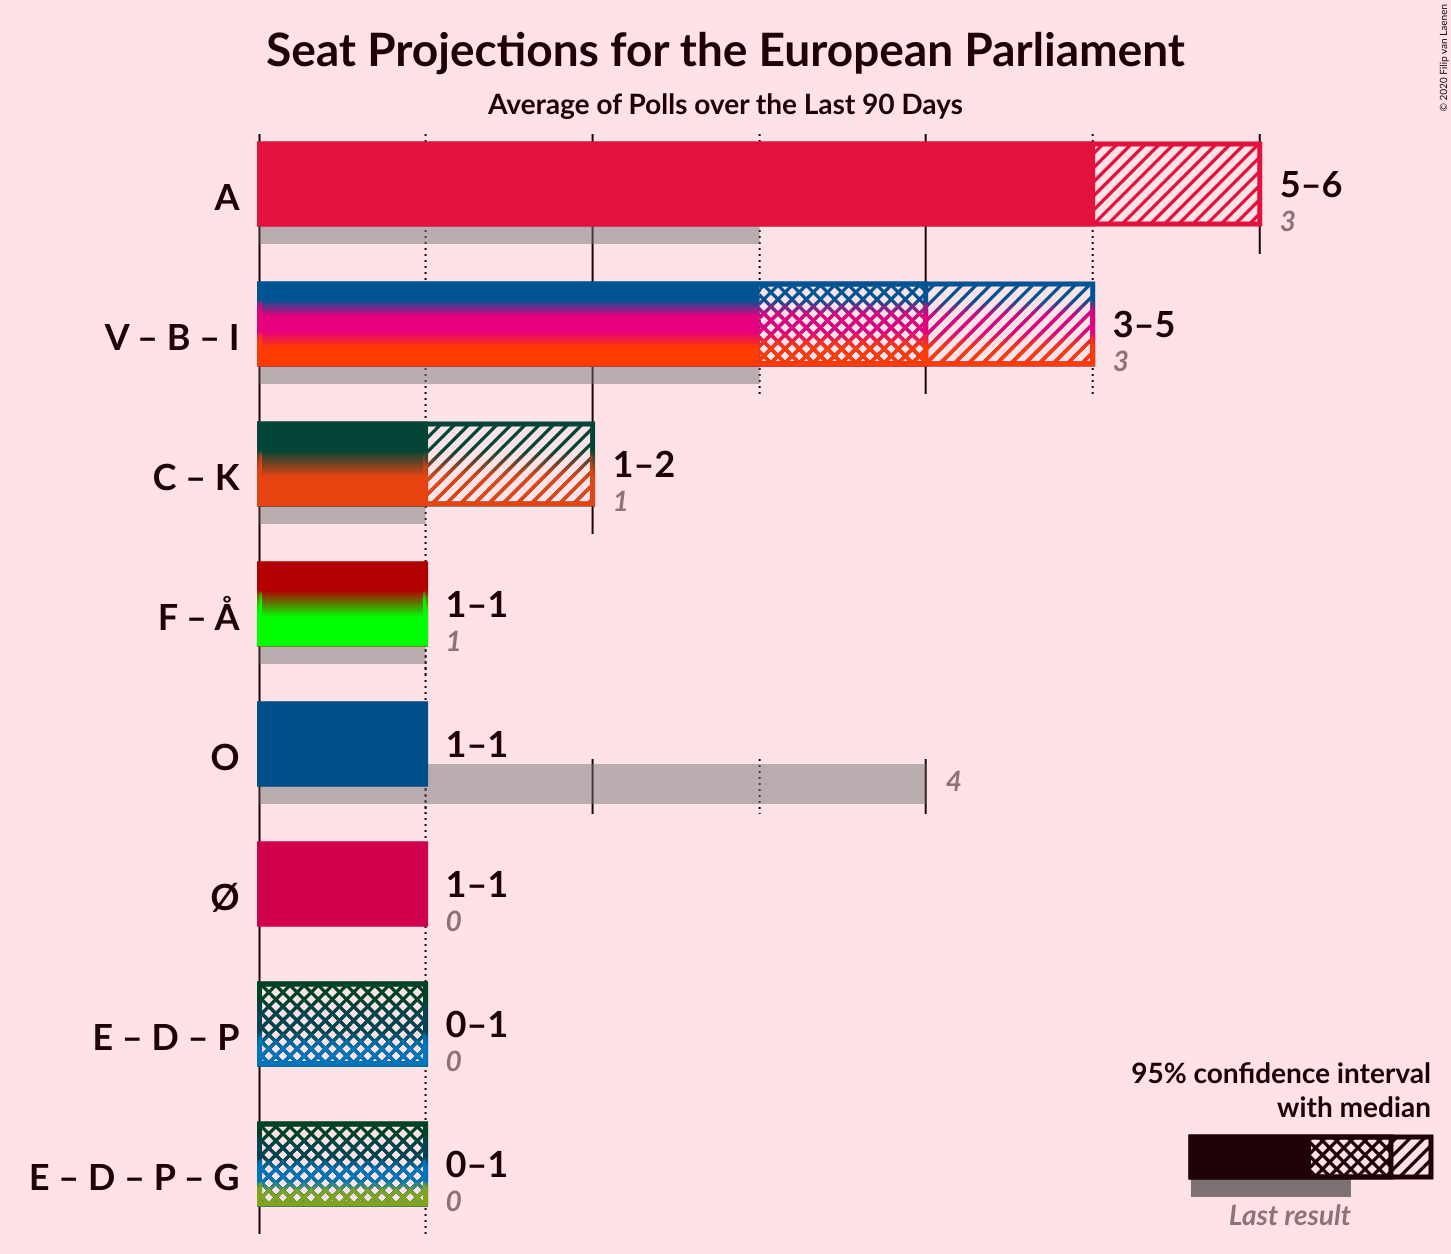 Seat Projections for the European Parliament
Average of Polls over the Last 90 Days
© 2020 Filip van Laenen
A
5–6
3
V – B – I
3–5
3
C – K
1–2
1
F – Å
1–1
1
O
1–1
4
Ø
1–1
0
E – D – P
0–1
0
E – D – P – G
0–1
0
95% confidence interval
with median
Last result